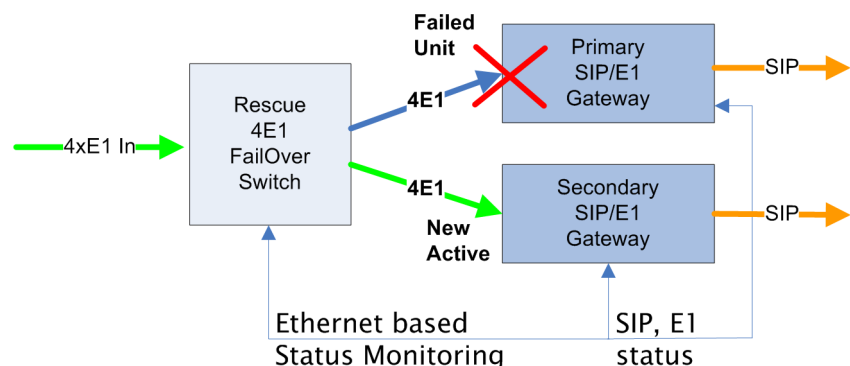 Failed
Unit
Primary
SIP/E1
Gateway
SIP
4E1
Rescue
4E1
FailOver
Switch
4xE1 In
4E1
New
Active
Secondary
SIP/E1
Gateway
SIP
Ethernet based
Status Monitoring
SIP, E1
status